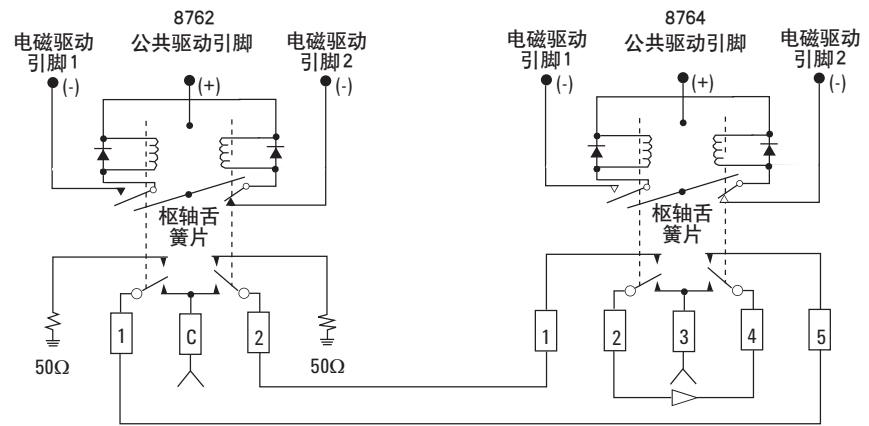 8762
公共驱动引脚
电磁驱动
引脚1
(-)
(+)
电磁驱动
引脚2
(-)
枢轴舌
簧片
50Ω
1
C
2
50Ω
8764
公共驱动引脚
电磁驱动
引脚1
(-)
(+)
电磁驱动
引脚2
(-)
枢轴舌
簧片
1
2
3
4
5